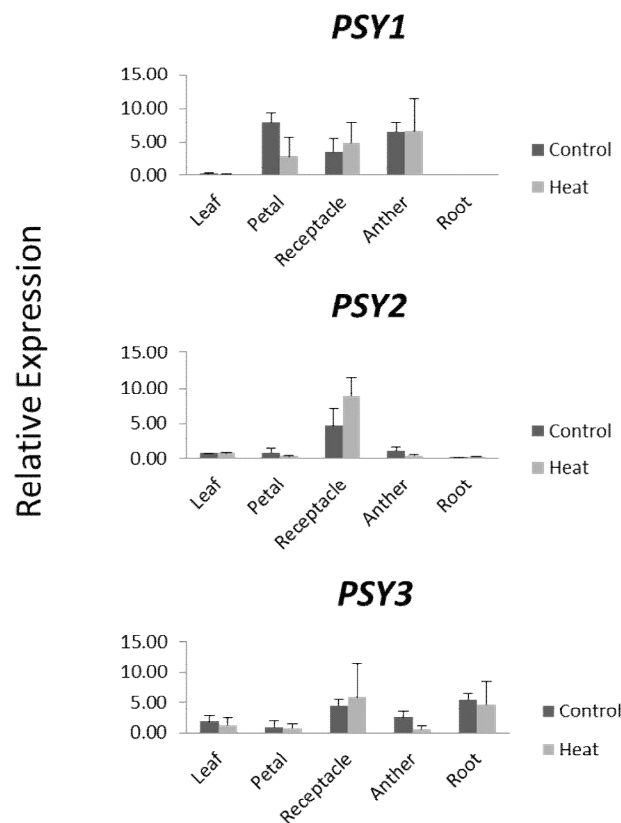 Relative Expression
PSY1
15.00
10.00
5.00
0.00
Leaf
Petal
Receptacle
Anther
Root
Control
Heat
PSY2
15.00
10.00
5.00
0.00
Leaf
Petal
Receptacle
Anther
Root
Control
Heat
PSY3
15.00
10.00
5.00
0.00
Leaf
Petal
Receptacle
Anther
Root
Control
Heat